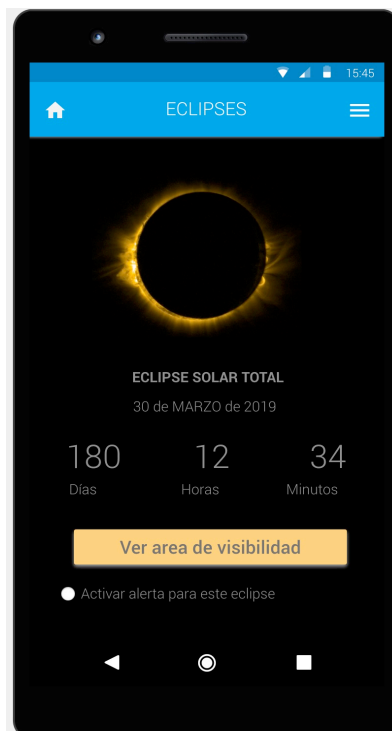 15:45
ECLIPSES
ECLIPSE SOLAR TOTAL
30 de MARZO de 2019
180 12 34
Días Horas Minutos
Ver area de visibilidad
Activar alerta para este eclipse